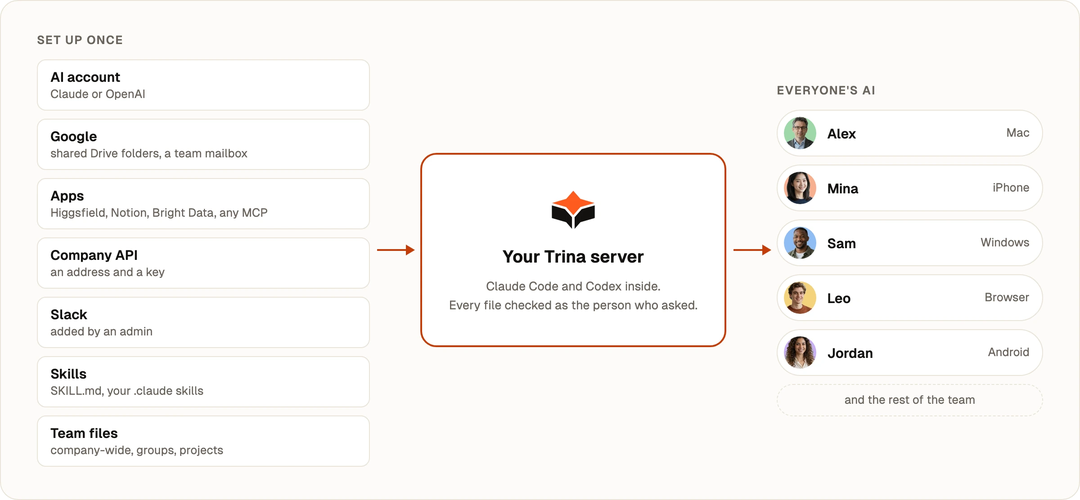 SET UP ONCE
AI account
Claude or OpenAI
Google
shared Drive folders, a team mailbox
Apps
Higgsfield, Notion, Bright Data, any MCP
Company API
an address and a key
Slack
added by an admin
Skills
SKILL.md, your .claude skills
Team files
company-wide, groups, projects
Your Trina server
Claude Code and Codex inside.
Every file checked as the person who asked.
EVERYONE'S AI
Alex Mac
Mina iPhone
Sam Windows
Leo Browser
Jordan Android
and the rest of the team